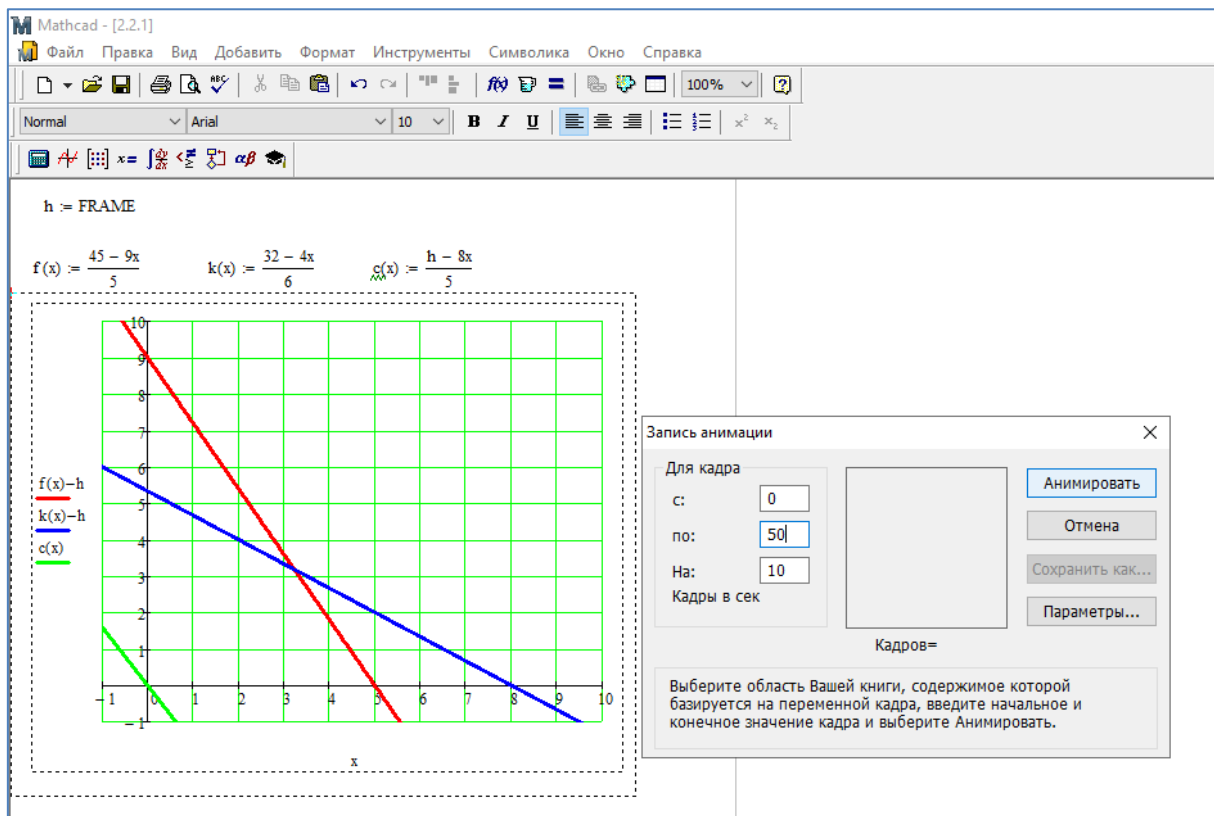 Mathcad - [2.2.1]
Файл Правка Вид Добавить Формат Инструменты Символика Окно Справка
100%
Normal Arial 10 B I U
h := FRAME
f(x) := (45 − 9x)/5 k(x) := (32 − 4x)/6 c(x) := (h − 8x)/5
10
9
8
7
6
5
4
3
2
1
− 1 0 1 2 3 4 5 6 7 8 9 10
− 1
f(x)−h
k(x)−h
c(x)
x
Запись анимации
Для кадра
с: 0
по: 50
На: 10
Кадры в сек
Анимировать
Отмена
Сохранить как...
Параметры...
Кадров=
Выберите область Вашей книги, содержимое которой
базируется на переменной кадра, введите начальное и
конечное значение кадра и выберите Анимировать.